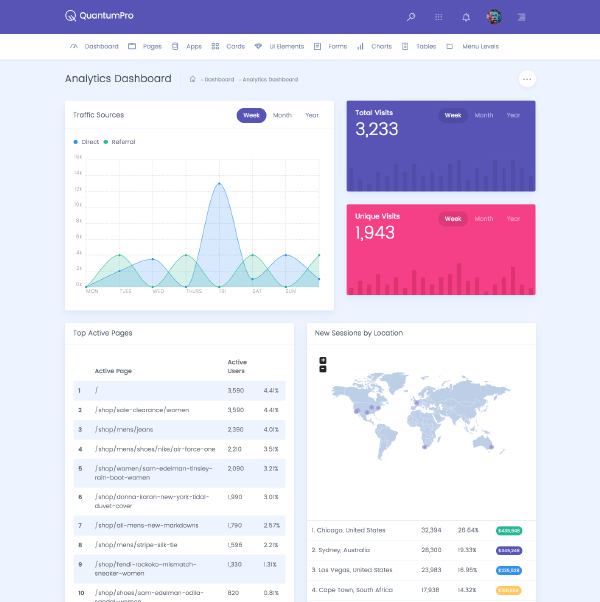 QuantumPro
Dashboard Pages Apps Cards UI Elements Forms Charts Tables Menu Levels
Analytics Dashboard
Dashboard Analytics Dashboard
Traffic Sources Week Month Year
Direct Referral
16k
14k
12k
10k
8k
6k
4k
2k
0k
MON TUES WED THURS FRI SAT SUN
Total Visits Week Month Year
3,233
Unique Visits Week Month Year
1,943
Top Active Pages
Active Page Active Users
1 / 3,590 4.41%
2 /shop/sale-clearance/women 3,590 4.41%
3 /shop/mens/jeans 2,390 4.01%
4 /shop/mens/shoes/nike/air-force-one 2,210 3.51%
5 /shop/women/sam-edelman-tinsley-
rain-boot-women 2,090 3.21%
6 /shop/donna-karan-new-york-tidal-
duvet-cover 1,990 3.01%
7 /shop/all-mens-new-markdowns 1,790 2.57%
8 /shop/mens/stripe-silk-tie 1,596 2.21%
9 /shop/fendi-rockoko-mismatch-
sneaker-women 1,330 1.31%
10 /shop/shoes/sam-edelman-odila- 820 0.81%
New Sessions by Location
+
−
1. Chicago, United States 32,394 26.64%
2. Sydney, Australia 28,300 19.33%
3. Las Vegas, United States 23,983 16.95%
4. Cape Town, South Africa 17,938 14.32%